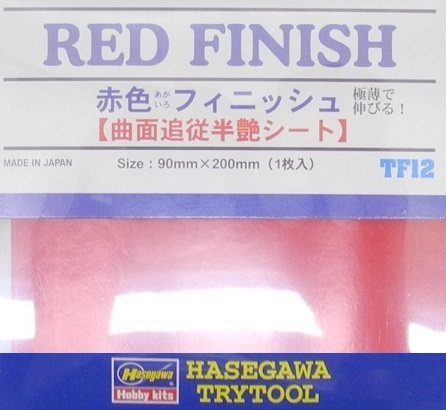 RED FINISH
赤色フィニッシュ 極薄で伸びる！
あかいろ
【曲面追従半艶シート】
MADE IN JAPAN Size：90mm×200mm（1枚入） TF12
Hasegawa HASEGAWA
Hobby kits TRYTOOL